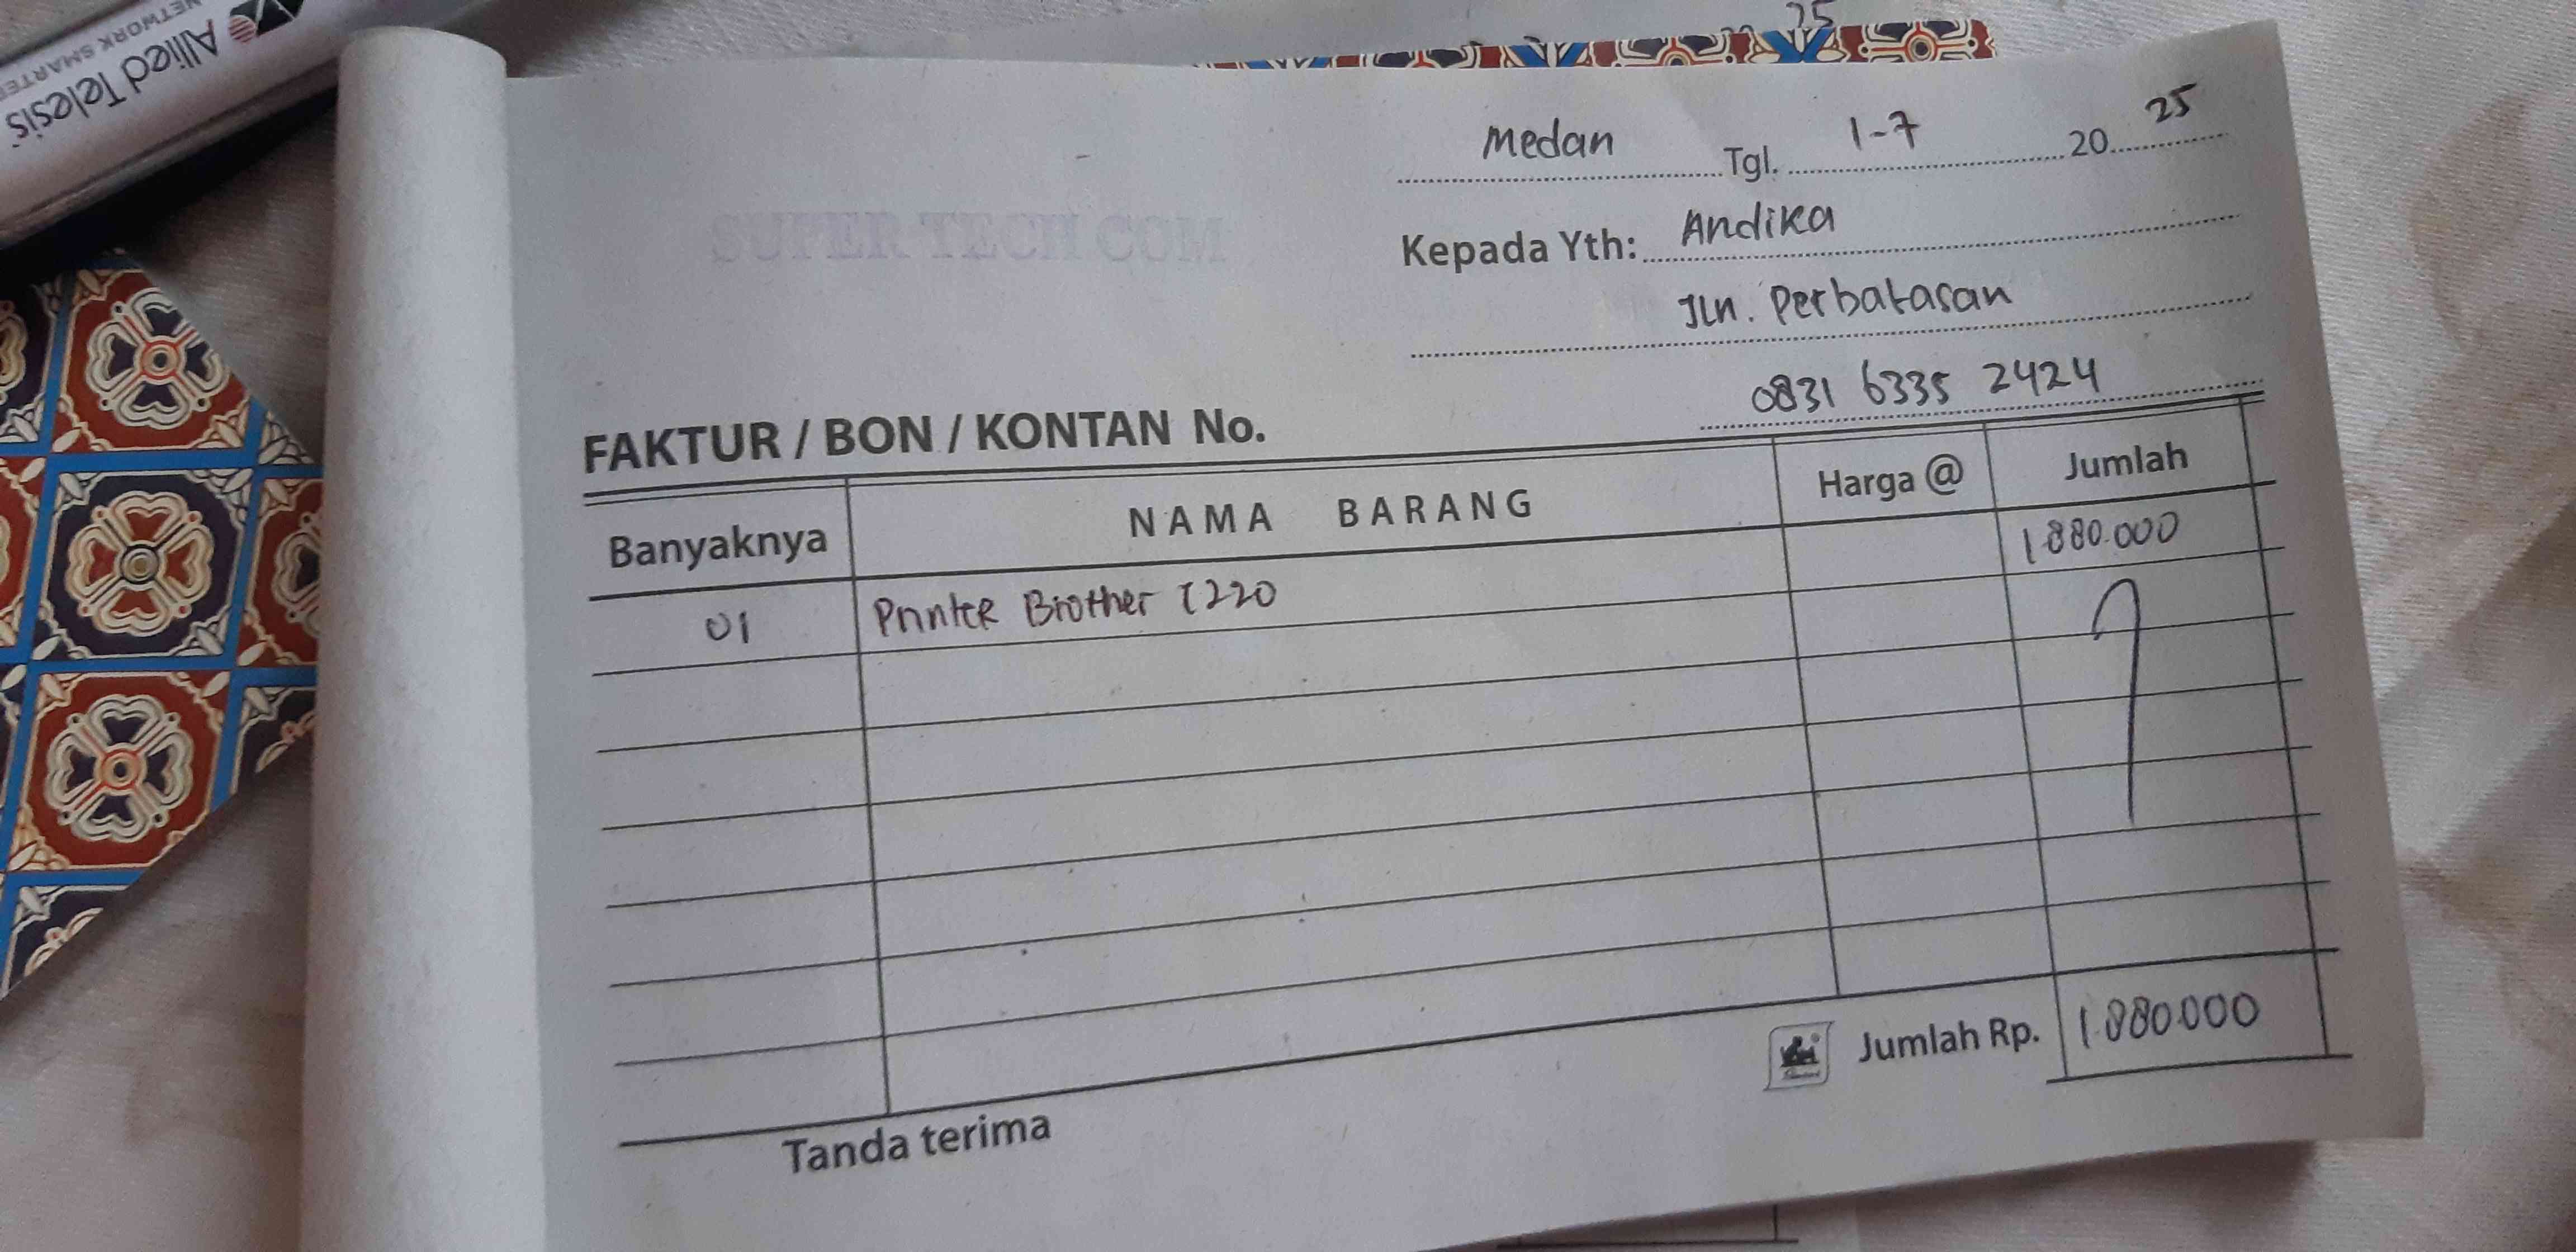 Allied Telesis
NETWORK SMARTER
25
Medan Tgl. 1-7 20 25
SUPER TECH COM
Kepada Yth: Andika
Jln. Perbatasan
0831 6335 2424
FAKTUR / BON / KONTAN No.
Banyaknya NAMA BARANG Harga @ Jumlah
1.880.000
01 Printer Brother T220
Jumlah Rp. 1.880.000
Tanda terima